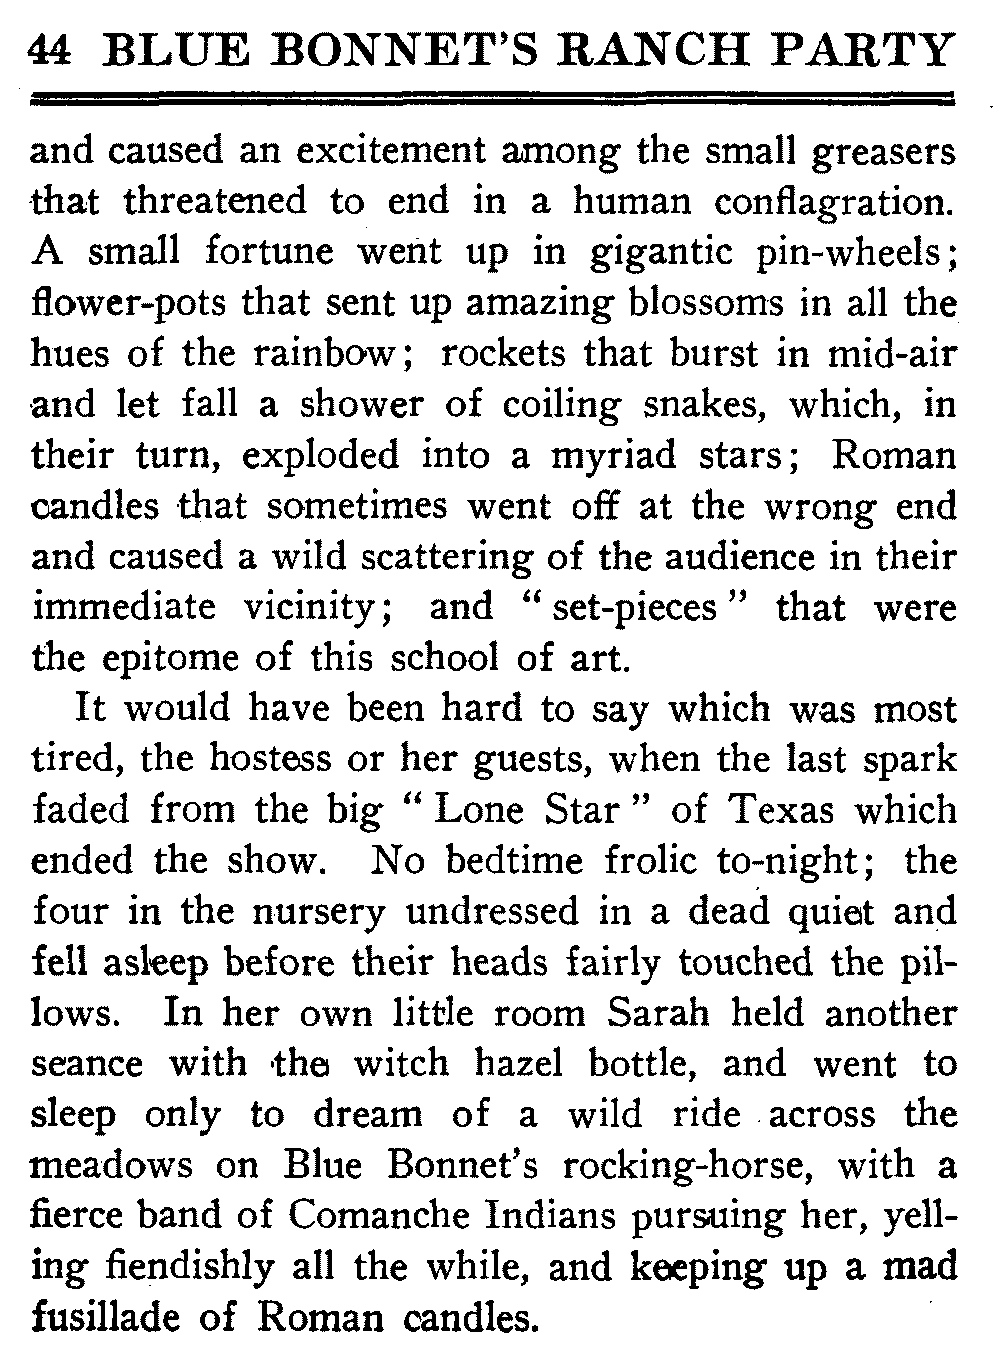 44 BLUE BONNET'S RANCH PARTY
and caused an excitement among the small greasers
that threatened to end in a human conflagration.
A small fortune went up in gigantic pin-wheels;
flower-pots that sent up amazing blossoms in all the
hues of the rainbow; rockets that burst in mid-air
and let fall a shower of coiling snakes, which, in
their turn, exploded into a myriad stars; Roman
candles that sometimes went off at the wrong end
and caused a wild scattering of the audience in their
immediate vicinity; and " set-pieces " that were
the epitome of this school of art.
It would have been hard to say which was most
tired, the hostess or her guests, when the last spark
faded from the big " Lone Star " of Texas which
ended the show. No bedtime frolic to-night; the
four in the nursery undressed in a dead quiet and
fell asleep before their heads fairly touched the pil-
lows. In her own little room Sarah held another
seance with the witch hazel bottle, and went to
sleep only to dream of a wild ride across the
meadows on Blue Bonnet's rocking-horse, with a
fierce band of Comanche Indians pursuing her, yell-
ing fiendishly all the while, and keeping up a mad
fusillade of Roman candles.